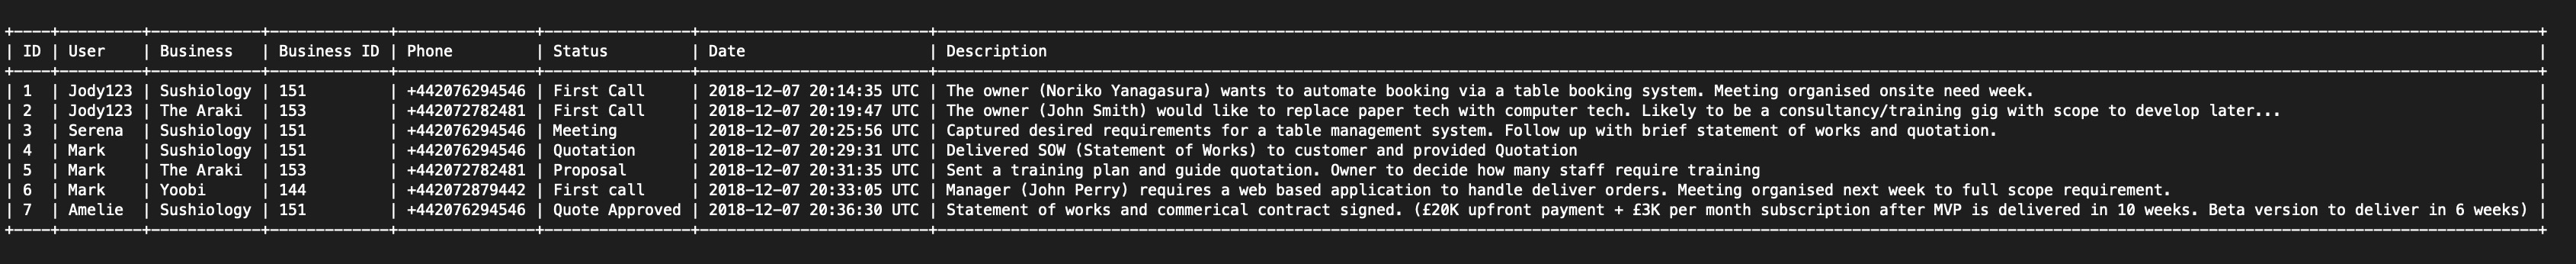 | ID | User | Business | Business ID | Phone | Status | Date | Description |
| 1 | Jody123 | Sushiology | 151 | +442076294546 | First Call | 2018-12-07 20:14:35 UTC | The owner (Noriko Yanagasura) wants to automate booking via a table booking system. Meeting organised onsite need week. |
| 2 | Jody123 | The Araki | 153 | +442072782481 | First Call | 2018-12-07 20:19:47 UTC | The owner (John Smith) would like to replace paper tech with computer tech. Likely to be a consultancy/training gig with scope to develop later... |
| 3 | Serena | Sushiology | 151 | +442076294546 | Meeting | 2018-12-07 20:25:56 UTC | Captured desired requirements for a table management system. Follow up with brief statement of works and quotation. |
| 4 | Mark | Sushiology | 151 | +442076294546 | Quotation | 2018-12-07 20:29:31 UTC | Delivered SOW (Statement of Works) to customer and provided Quotation |
| 5 | Mark | The Araki | 153 | +442072782481 | Proposal | 2018-12-07 20:31:35 UTC | Sent a training plan and guide quotation. Owner to decide how many staff require training |
| 6 | Mark | Yoobi | 144 | +442072879442 | First call | 2018-12-07 20:33:05 UTC | Manager (John Perry) requires a web based application to handle deliver orders. Meeting organised next week to full scope requirement. |
| 7 | Amelie | Sushiology | 151 | +442076294546 | Quote Approved | 2018-12-07 20:36:30 UTC | Statement of works and commerical contract signed. (£20K upfront payment + £3K per month subscription after MVP is delivered in 10 weeks. Beta version to deliver in 6 weeks) |